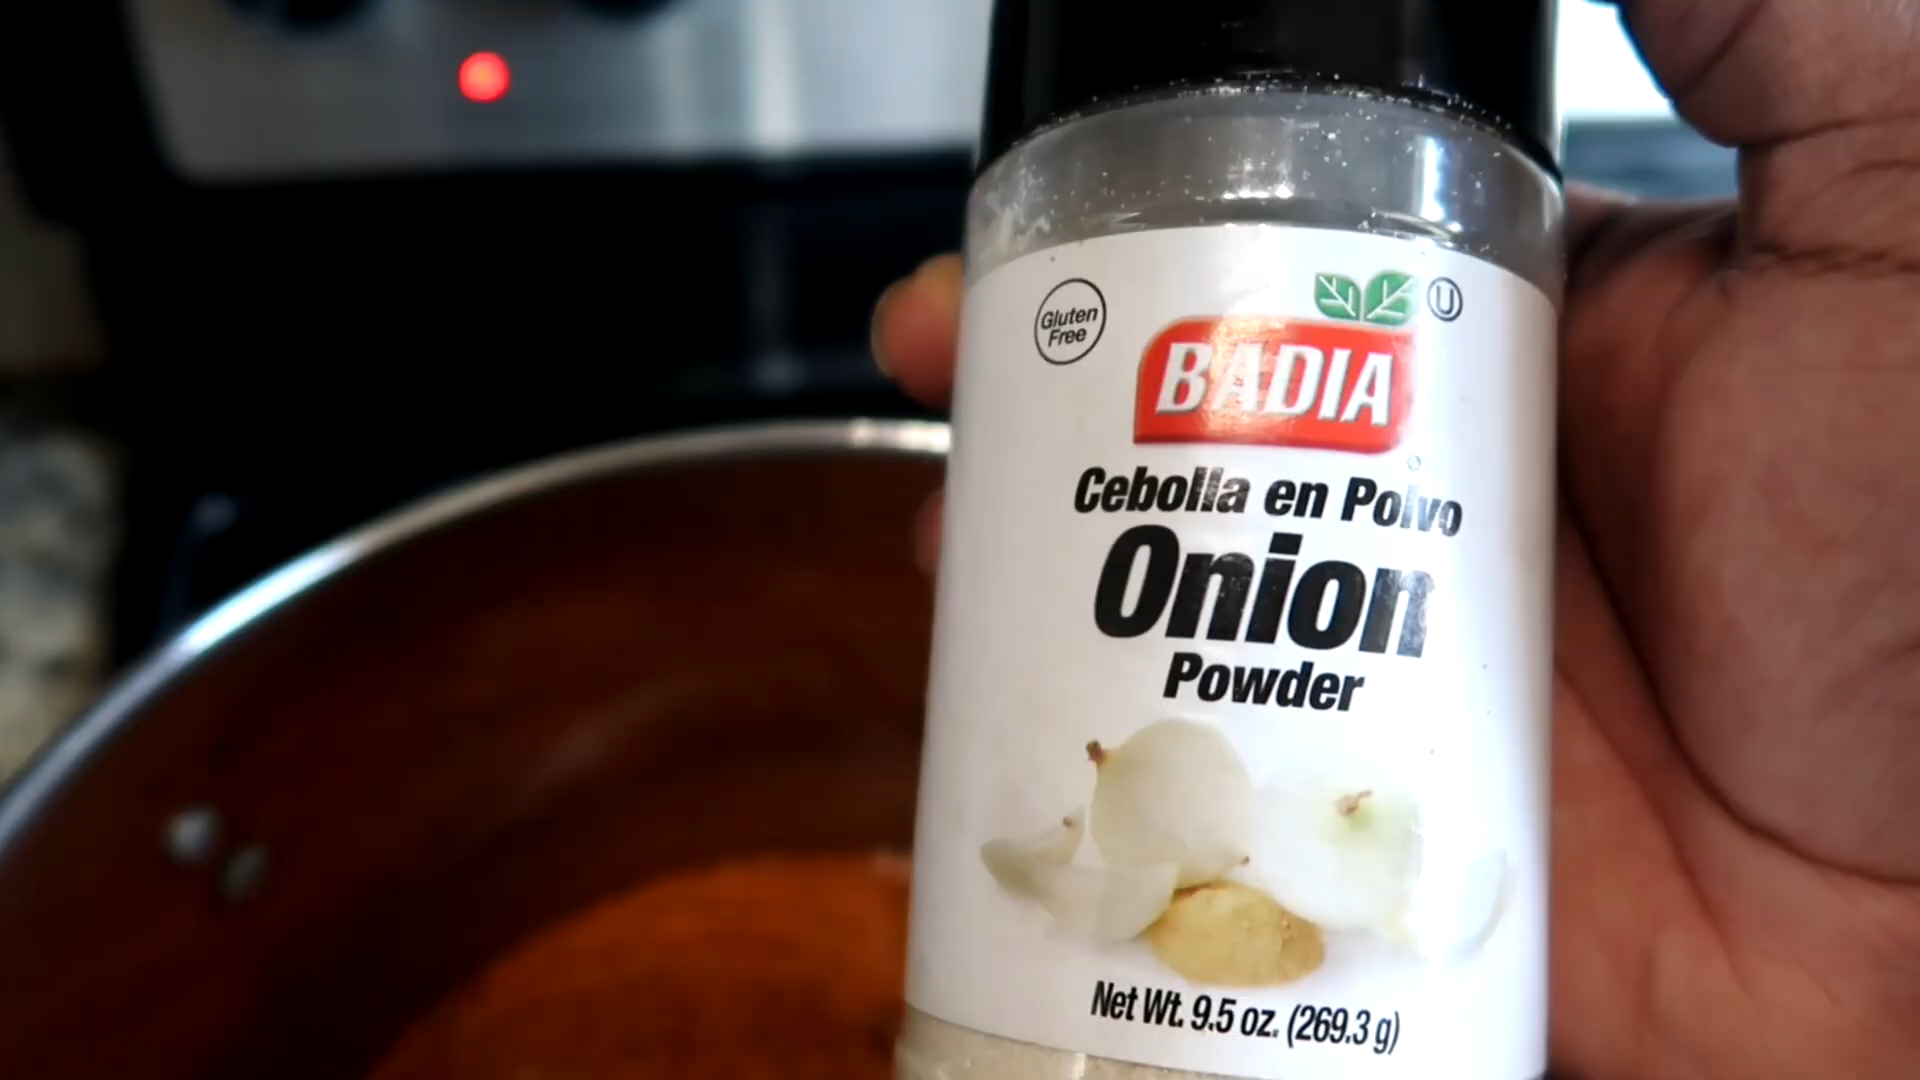 Gluten
Free
U
BADIA
Cebolla en Polvo
Onion
Powder
Net Wt. 9.5 oz. (269.3 g)